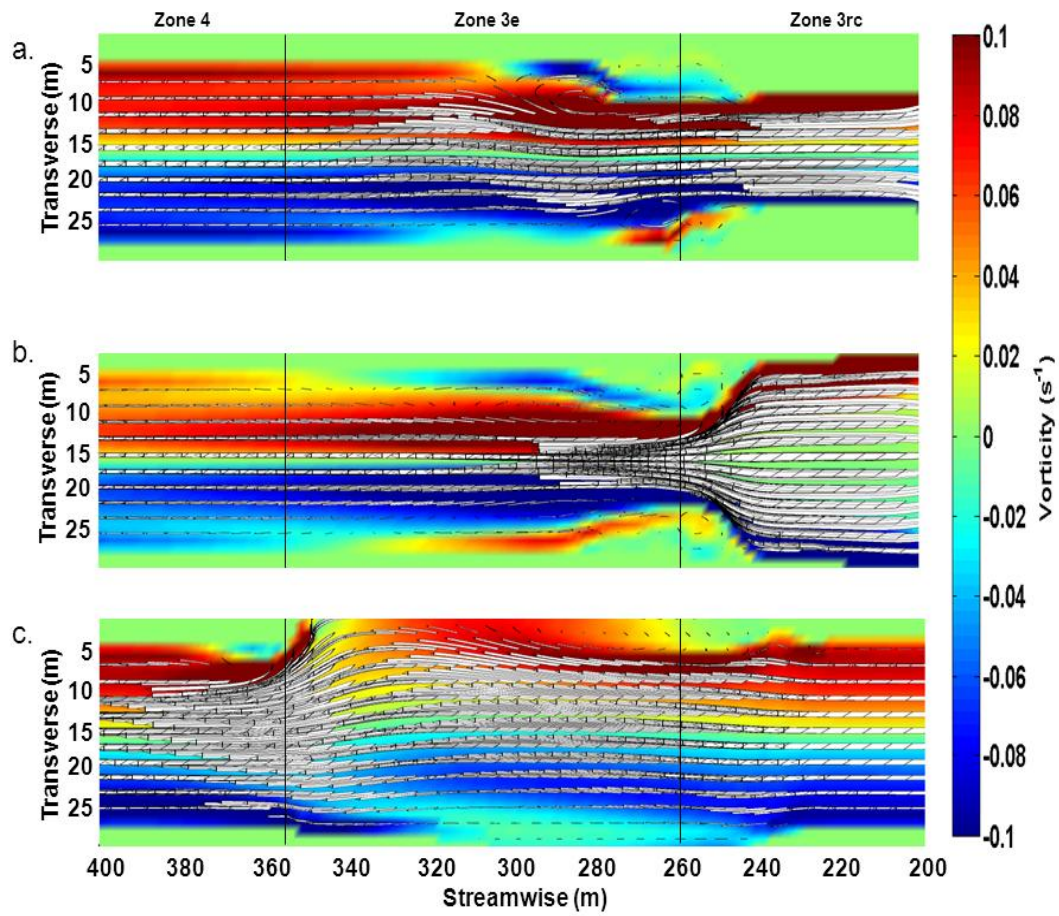 Zone 4 Zone 3e Zone 3rc
a.
Transverse (m)
5
10
15
20
25
b.
Transverse (m)
5
10
15
20
25
c.
Transverse (m)
5
10
15
20
25
400 380 360 340 320 300 280 260 240 220 200
Streamwise (m)
0.1
0.08
0.06
0.04
0.02
0
-0.02
-0.04
-0.06
-0.08
-0.1
Vorticity (s-1)